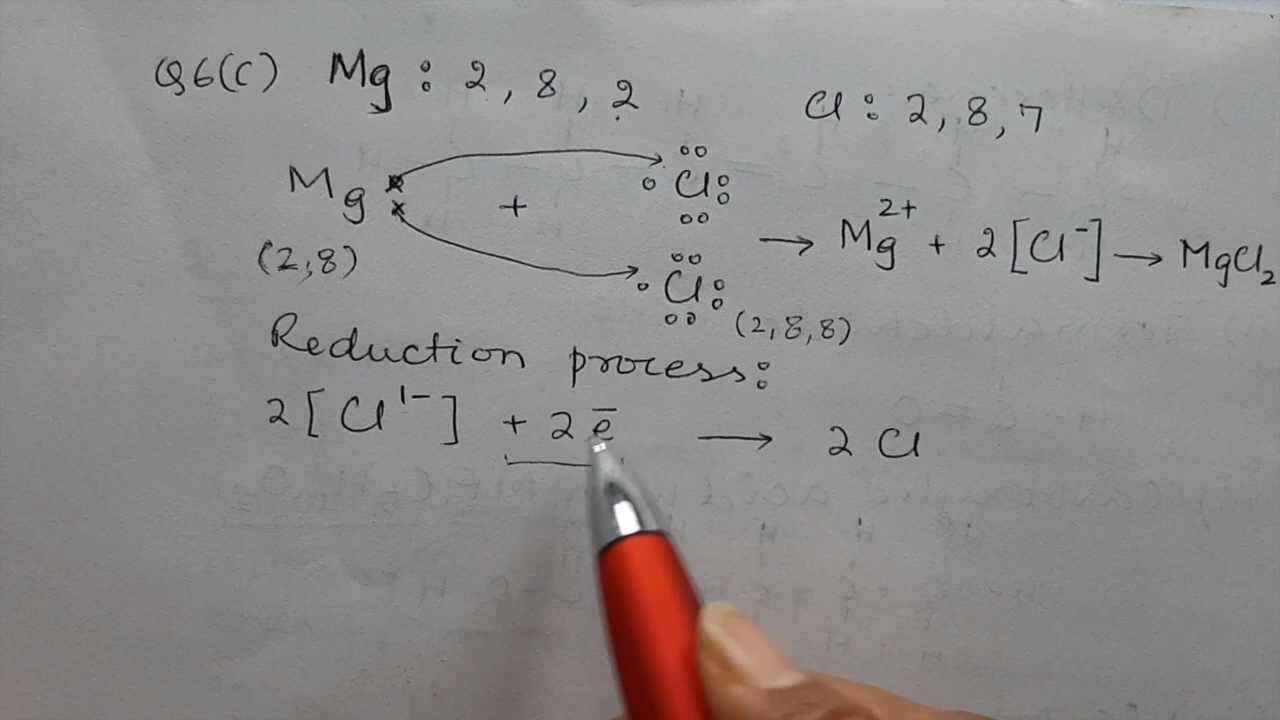 Q6(C) Mg : 2, 8, 2 Cl : 2, 8, 7
Mg + Cl
Cl → Mg²⁺ + 2[Cl⁻] → MgCl₂
(2,8) (2,8,8)
Reduction process:
2[Cl¹⁻] + 2e̅ → 2Cl